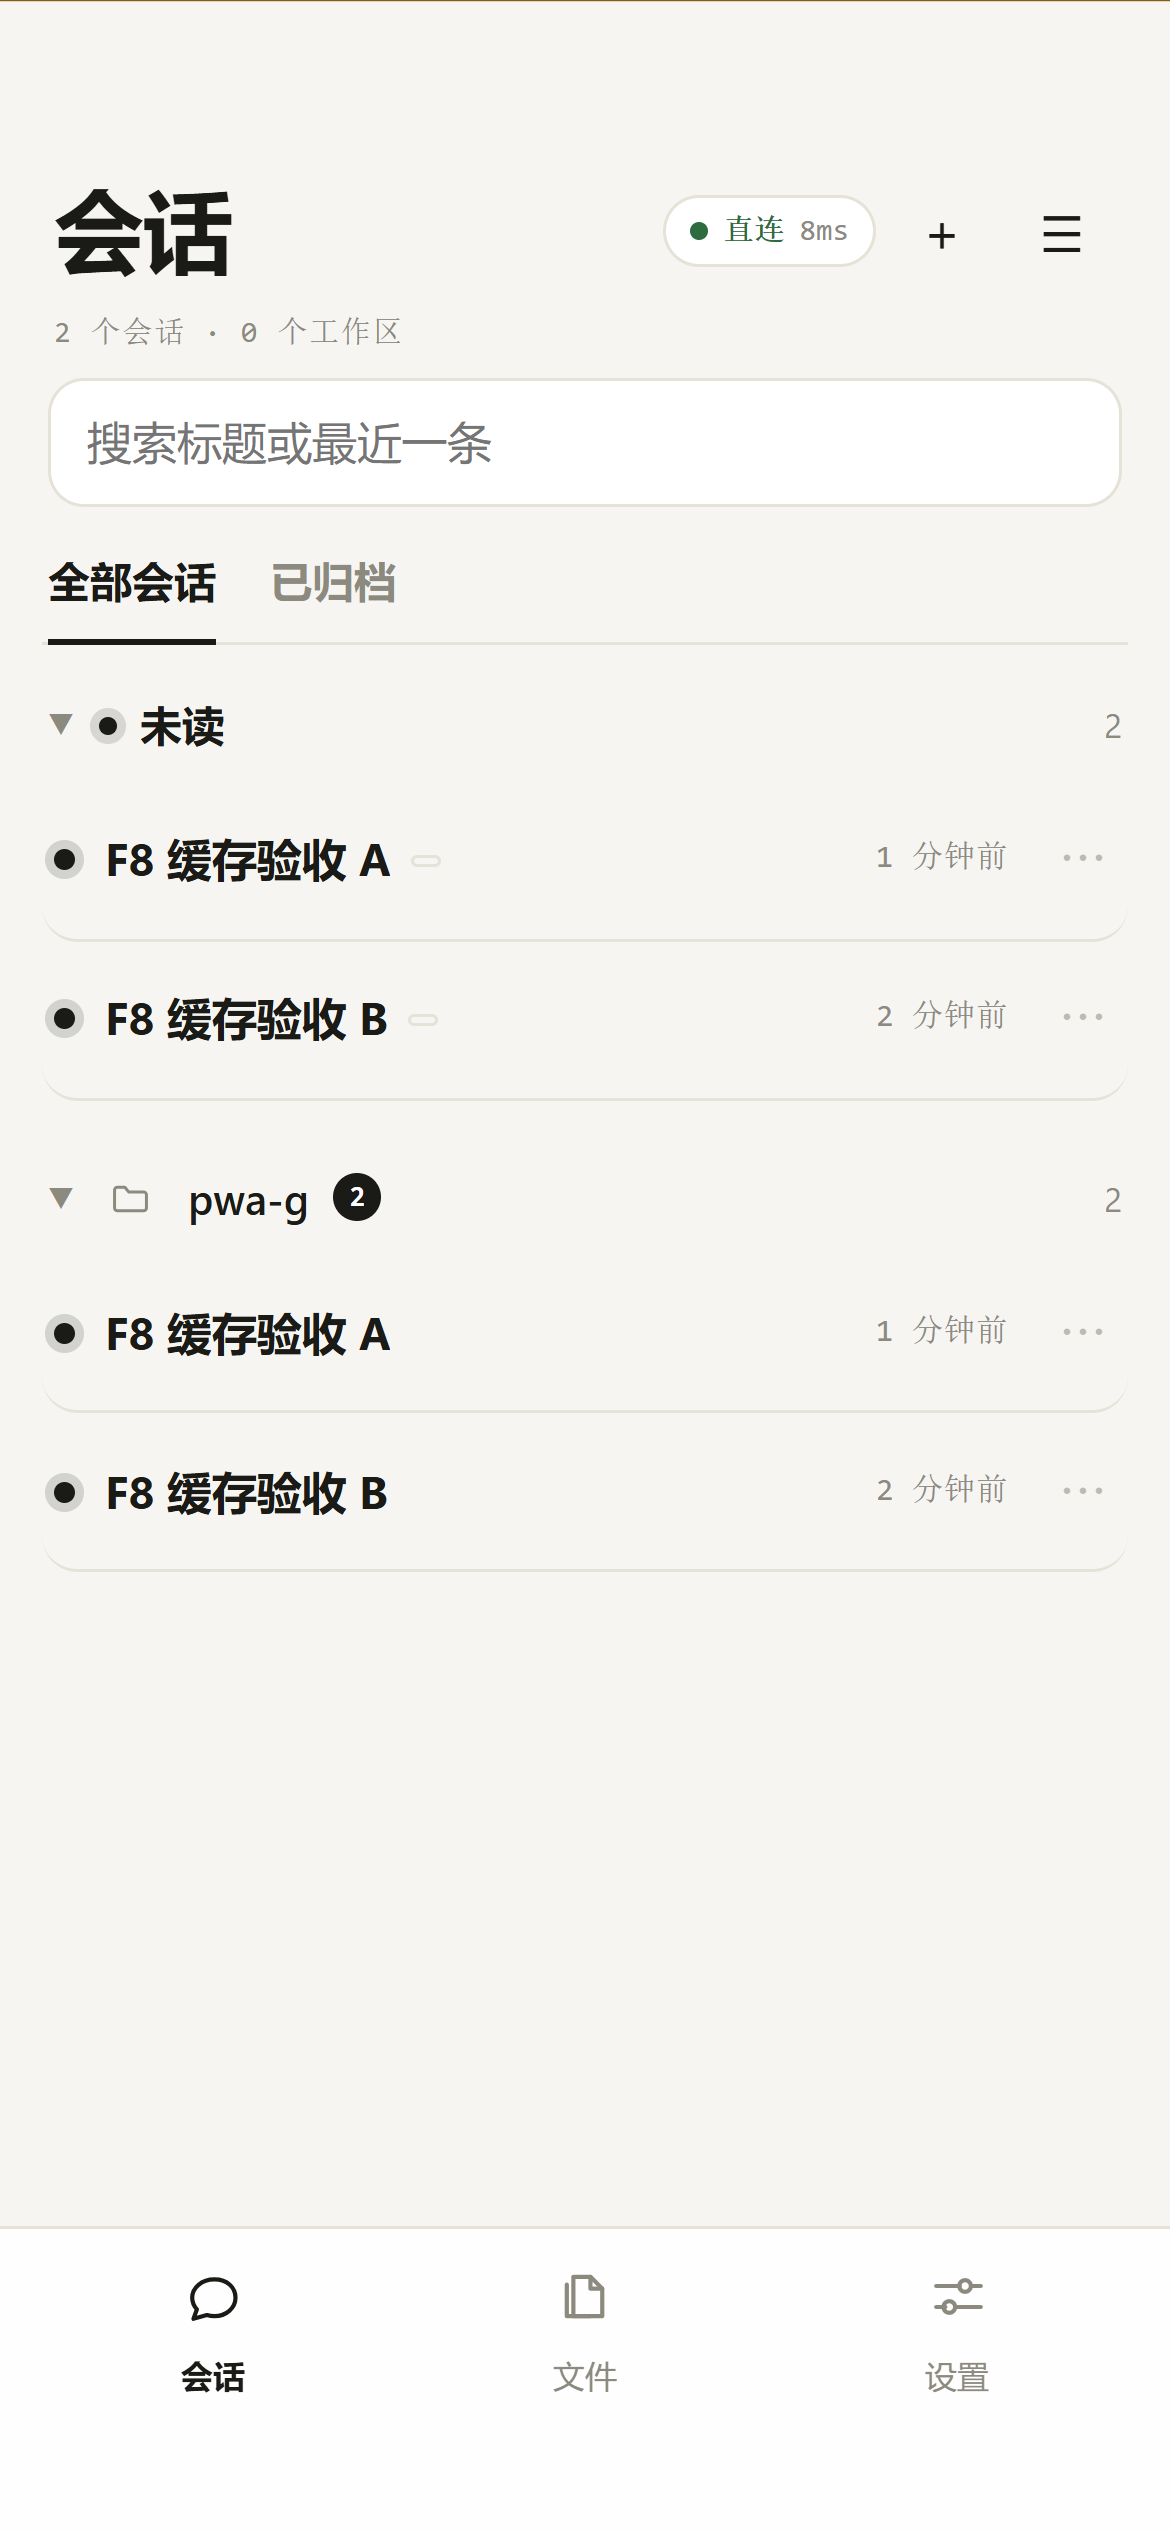 会话
直连 8ms
+
2 个会话 · 0 个工作区
搜索标题或最近一条
全部会话 已归档
未读 2
F8 缓存验收 A 1 分钟前 ...
F8 缓存验收 B 2 分钟前 ...
pwa-g 2 2
F8 缓存验收 A 1 分钟前 ...
F8 缓存验收 B 2 分钟前 ...
会话 文件 设置